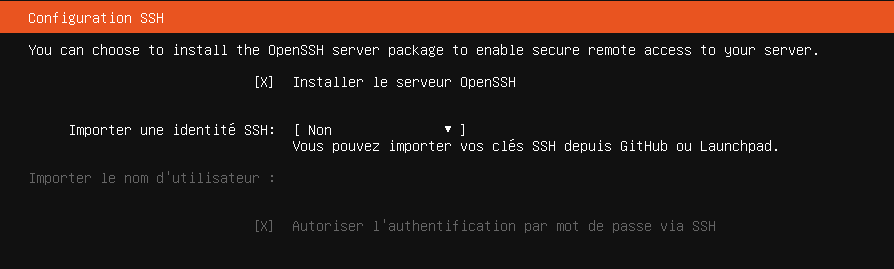 Configuration SSH
You can choose to install the OpenSSH server package to enable secure remote access to your server.
[X] Installer le serveur OpenSSH
Importer une identité SSH: [ Non ▼ ]
Vous pouvez importer vos clés SSH depuis GitHub ou Launchpad.
Importer le nom d'utilisateur :
[X] Autoriser l'authentification par mot de passe via SSH